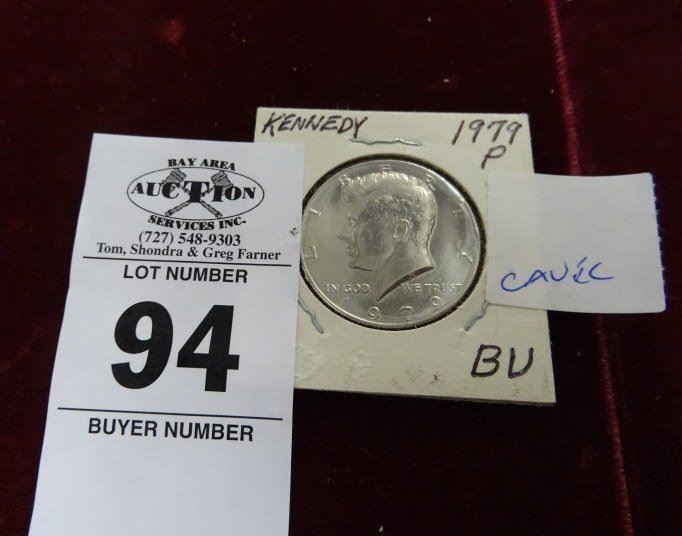 BAY AREA
AUCTION
SERVICES INC.
(727) 548-9303
Tom, Shondra & Greg Farner
LOT NUMBER
94
BUYER NUMBER
KENNEDY
1979
P
LIBERTY
IN GOD WE TRUST
1979
BU